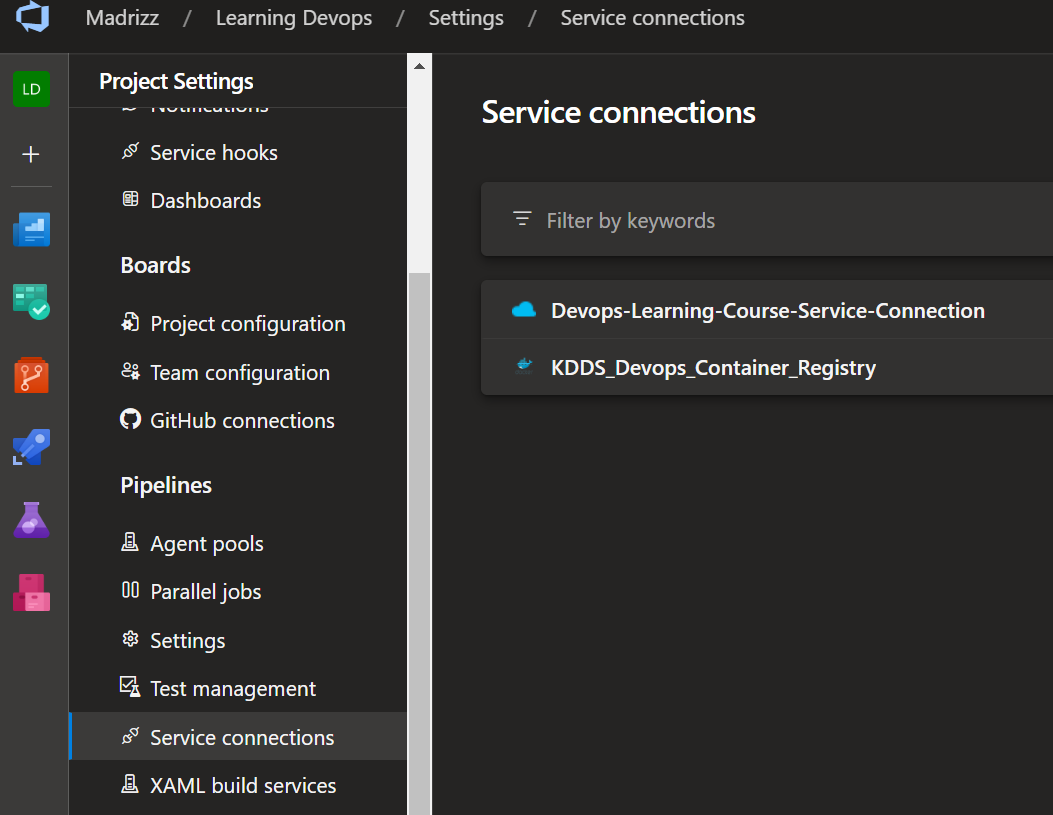 Madrizz / Learning Devops / Settings / Service connections
LD
Project Settings
Notifications
Service hooks
Dashboards
Boards
Project configuration
Team configuration
GitHub connections
Pipelines
Agent pools
Parallel jobs
Settings
Test management
Service connections
XAML build services
Service connections
Filter by keywords
Devops-Learning-Course-Service-Connection
KDDS_Devops_Container_Registry